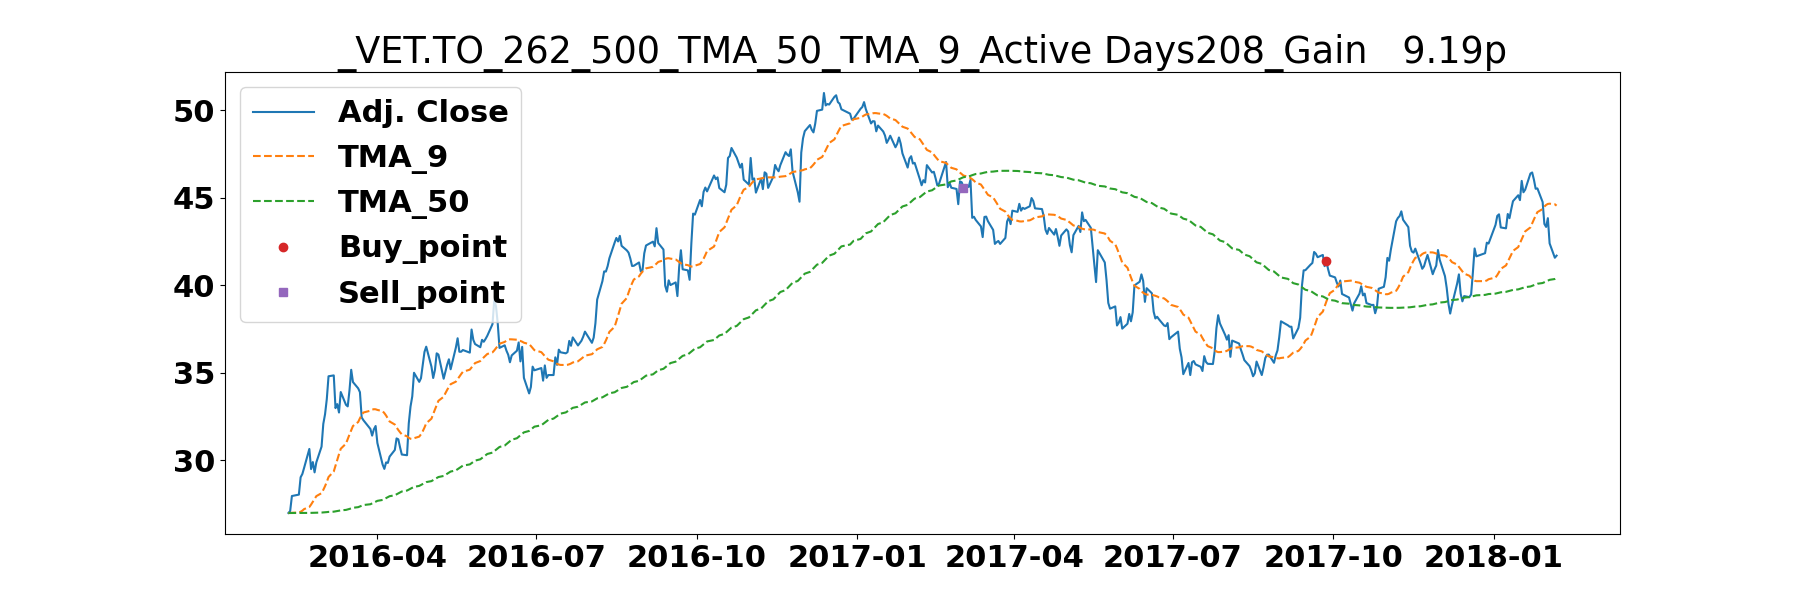 _VET.TO_262_500_TMA_50_TMA_9_Active Days208_Gain   9.19p
50
45
40
35
30
Adj. Close
TMA_9
TMA_50
Buy_point
Sell_point
2016-04 2016-07 2016-10 2017-01 2017-04 2017-07 2017-10 2018-01